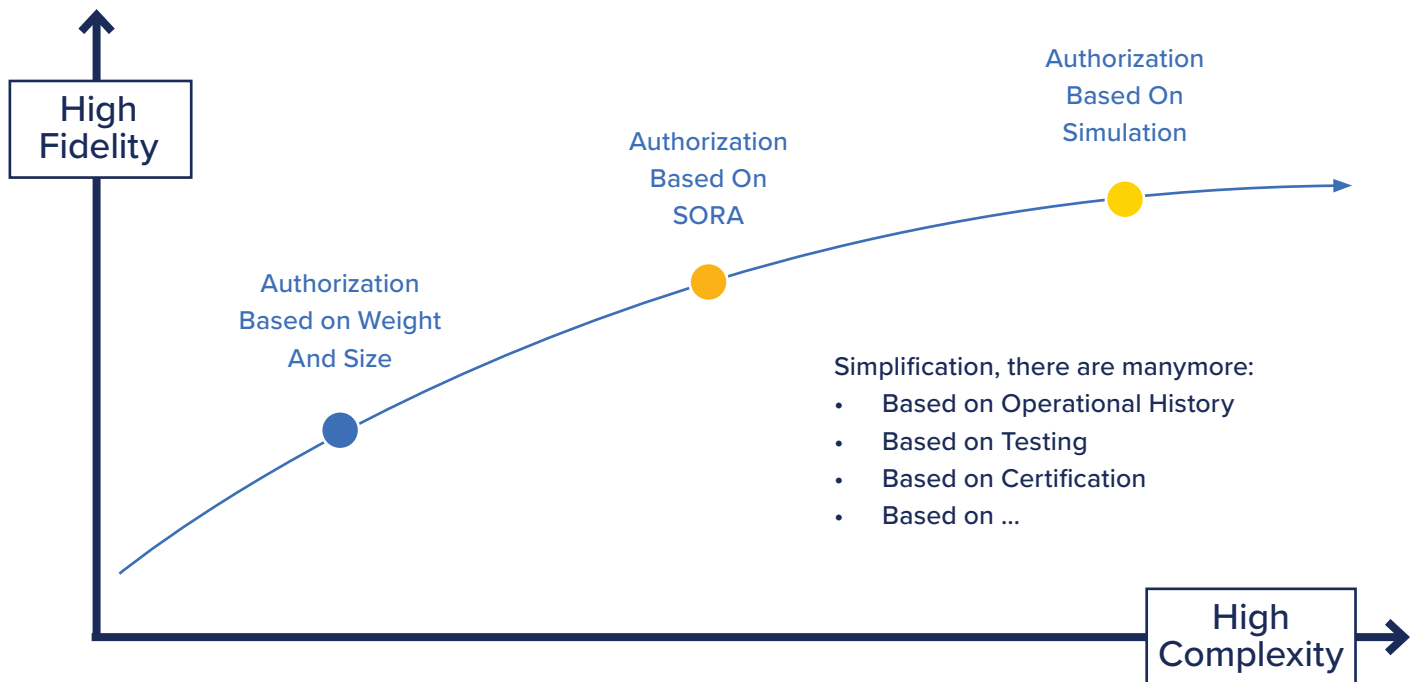 High
Fidelity
Authorization
Based on Weight
And Size
Authorization
Based On
SORA
Authorization
Based On
Simulation
Simplification, there are manymore:
• Based on Operational History
• Based on Testing
• Based on Certification
• Based on ...
High
Complexity